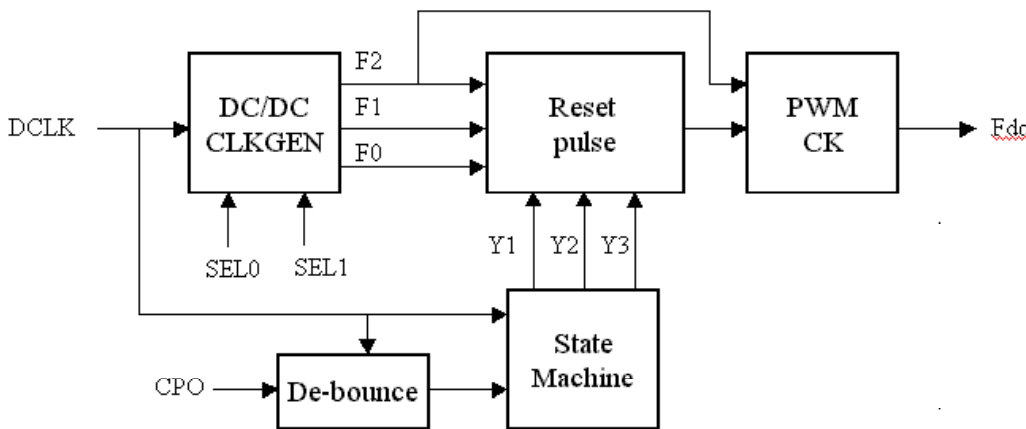 F2
DC/DC
CLKGEN
F1
F0
DCLK
Reset
pulse
PWM
CK
Fdc
SEL0
SEL1
Y1
Y2
Y3
State
Machine
CPO
De-bounce